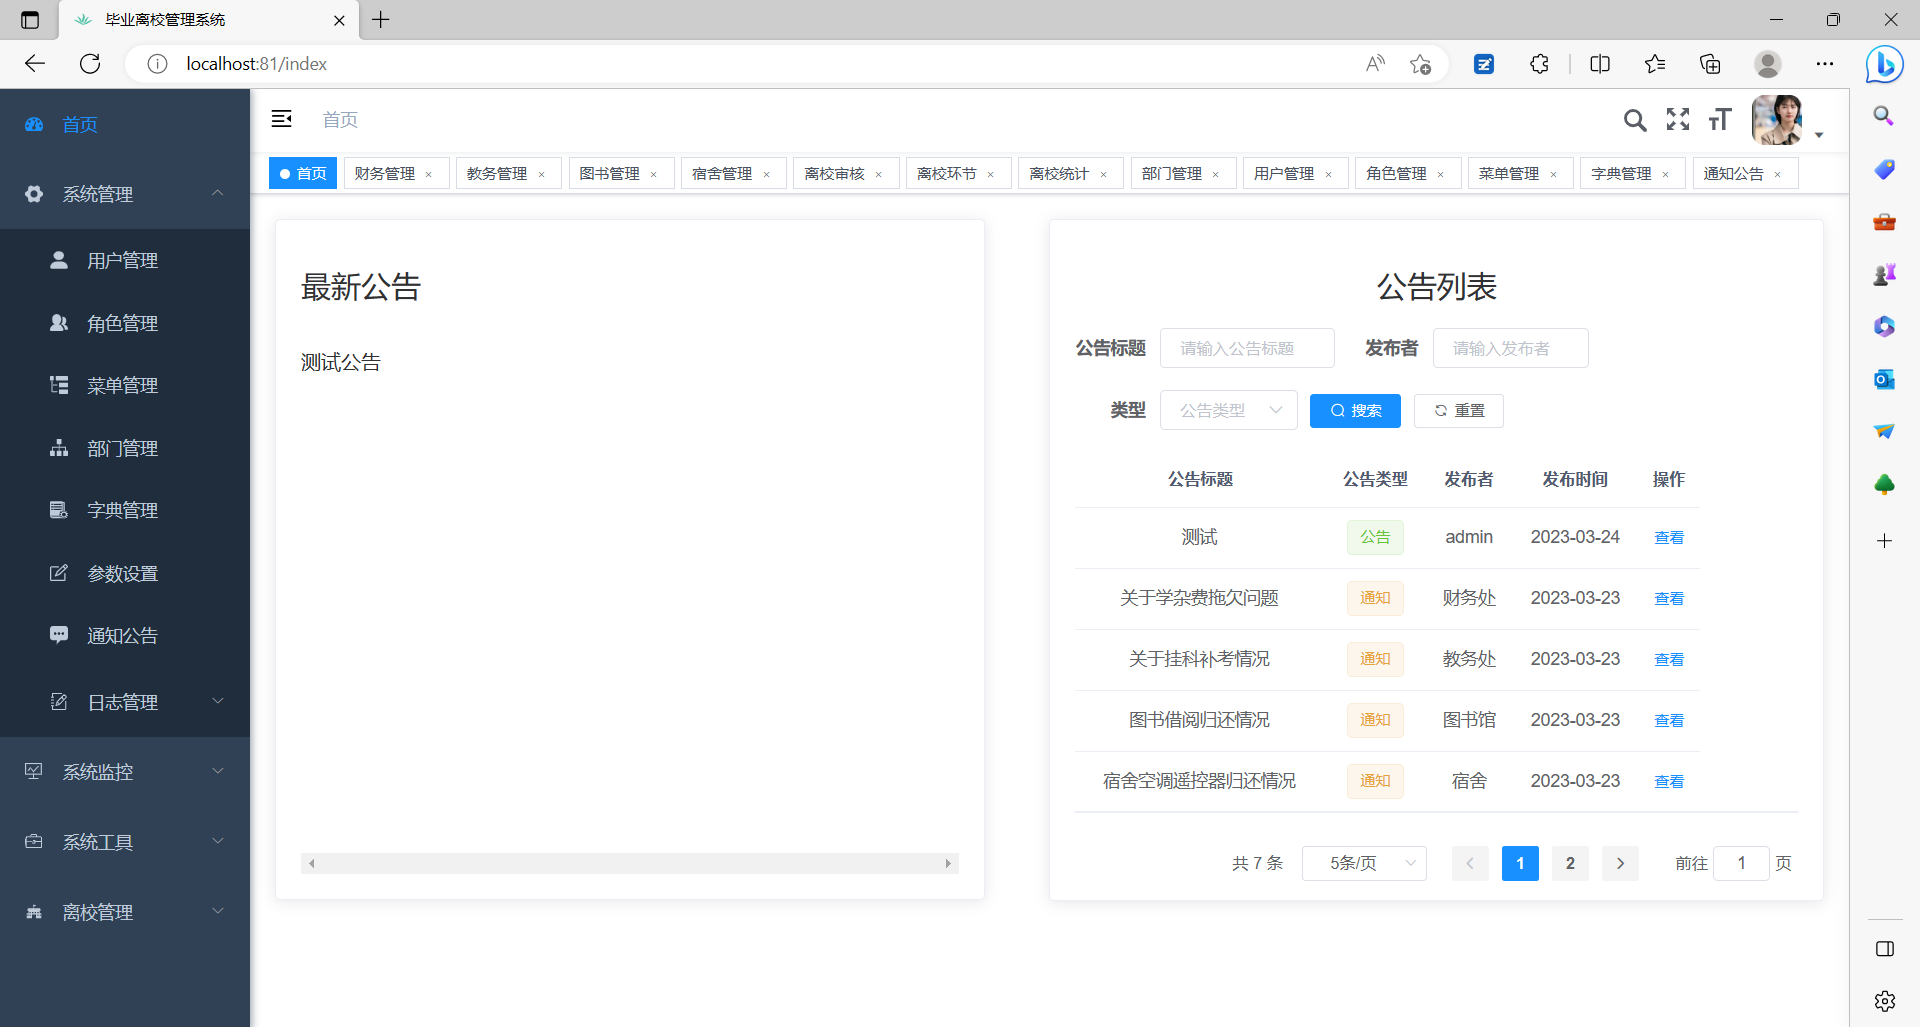 毕业离校管理系统
localhost:81/index
首页
系统管理
用户管理
角色管理
菜单管理
部门管理
字典管理
参数设置
通知公告
日志管理
系统监控
系统工具
离校管理
首页
首页 财务管理 × 教务管理 × 图书管理 × 宿舍管理 × 离校审核 × 离校环节 × 离校统计 × 部门管理 × 用户管理 × 角色管理 × 菜单管理 × 字典管理 × 通知公告 ×
最新公告
测试公告
公告列表
公告标题 请输入公告标题 发布者 请输入发布者
类型 公告类型 搜索 重置
公告标题 公告类型 发布者 发布时间 操作
测试 公告 admin 2023-03-24 查看
关于学杂费拖欠问题 通知 财务处 2023-03-23 查看
关于挂科补考情况 通知 教务处 2023-03-23 查看
图书借阅归还情况 通知 图书馆 2023-03-23 查看
宿舍空调遥控器归还情况 通知 宿舍 2023-03-23 查看
共 7 条 5条/页 1 2 前往 1 页